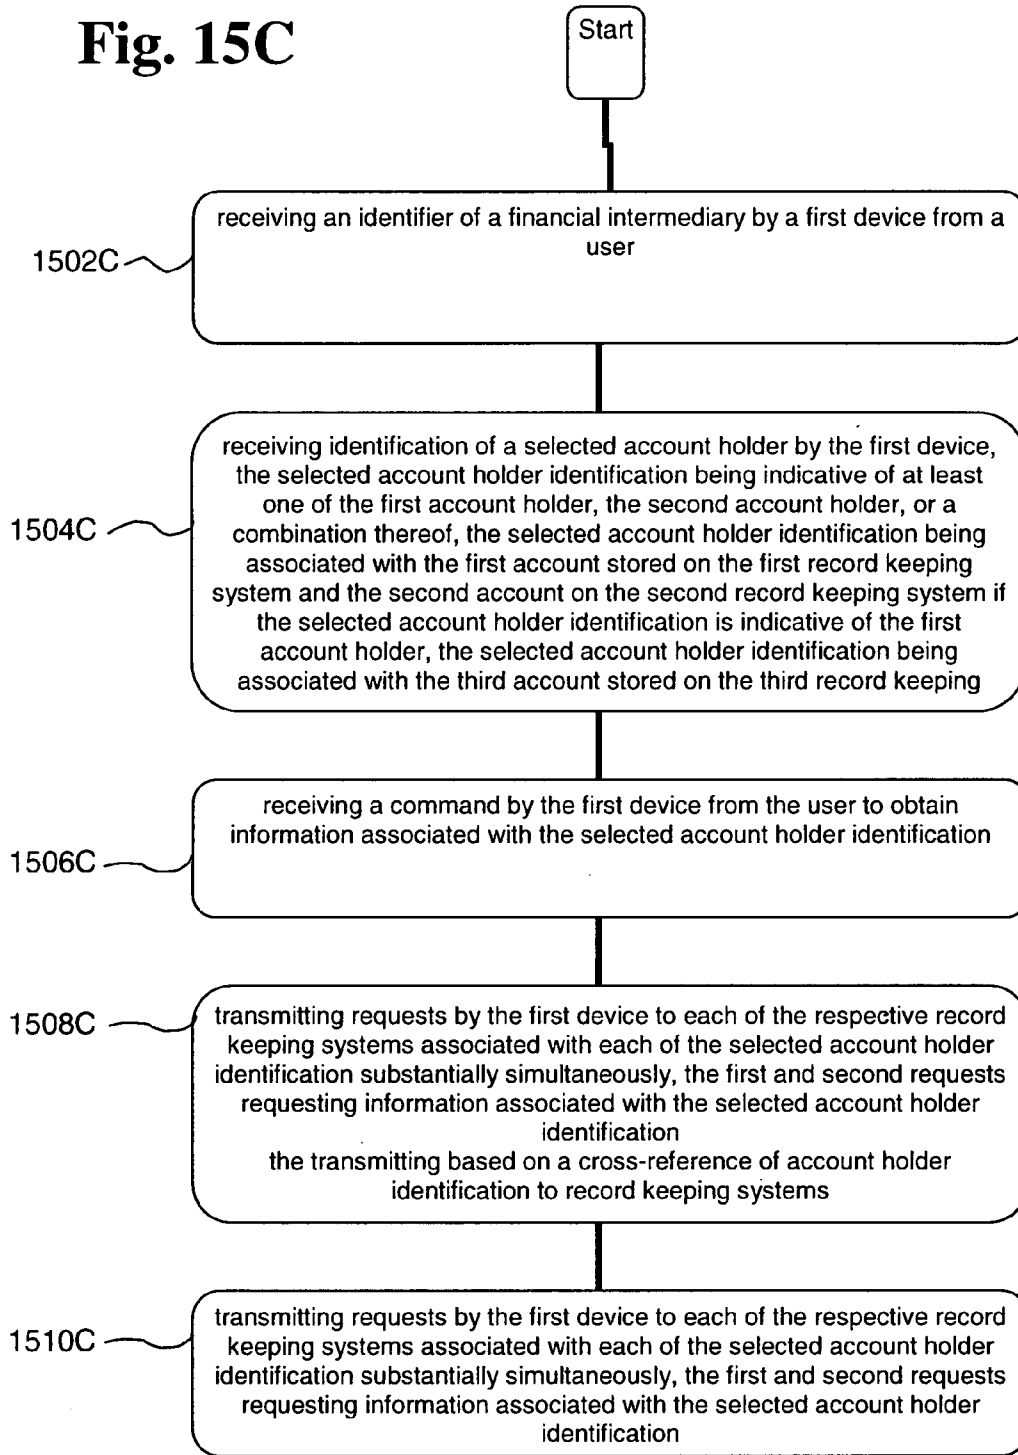 Fig. 15C
Start
receiving an identifier of a financial intermediary by a first device from a
user
1502C
receiving identification of a selected account holder by the first device,
the selected account holder identification being indicative of at least
one of the first account holder, the second account holder, or a
combination thereof, the selected account holder identification being
associated with the first account stored on the first record keeping
system and the second account on the second record keeping system if
the selected account holder identification is indicative of the first
account holder, the selected account holder identification being
associated with the third account stored on the third record keeping
1504C
receiving a command by the first device from the user to obtain
information associated with the selected account holder identification
1506C
transmitting requests by the first device to each of the respective record
keeping systems associated with each of the selected account holder
identification substantially simultaneously, the first and second requests
requesting information associated with the selected account holder
identification
the transmitting based on a cross-reference of account holder
identification to record keeping systems
1508C
transmitting requests by the first device to each of the respective record
keeping systems associated with each of the selected account holder
identification substantially simultaneously, the first and second requests
requesting information associated with the selected account holder
identification
1510C